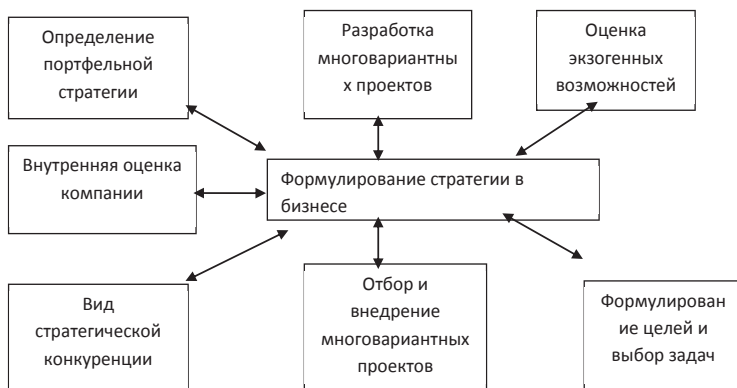 Определение
портфельной
стратегии
Разработка
многовариантны
х проектов
Оценка
экзогенных
возможностей
Внутренняя оценка
компании
Формулирование стратегии в
бизнесе
Вид
стратегической
конкуренции
Отбор и
внедрение
многовариантных
проектов
Формулирован
ие целей и
выбор задач